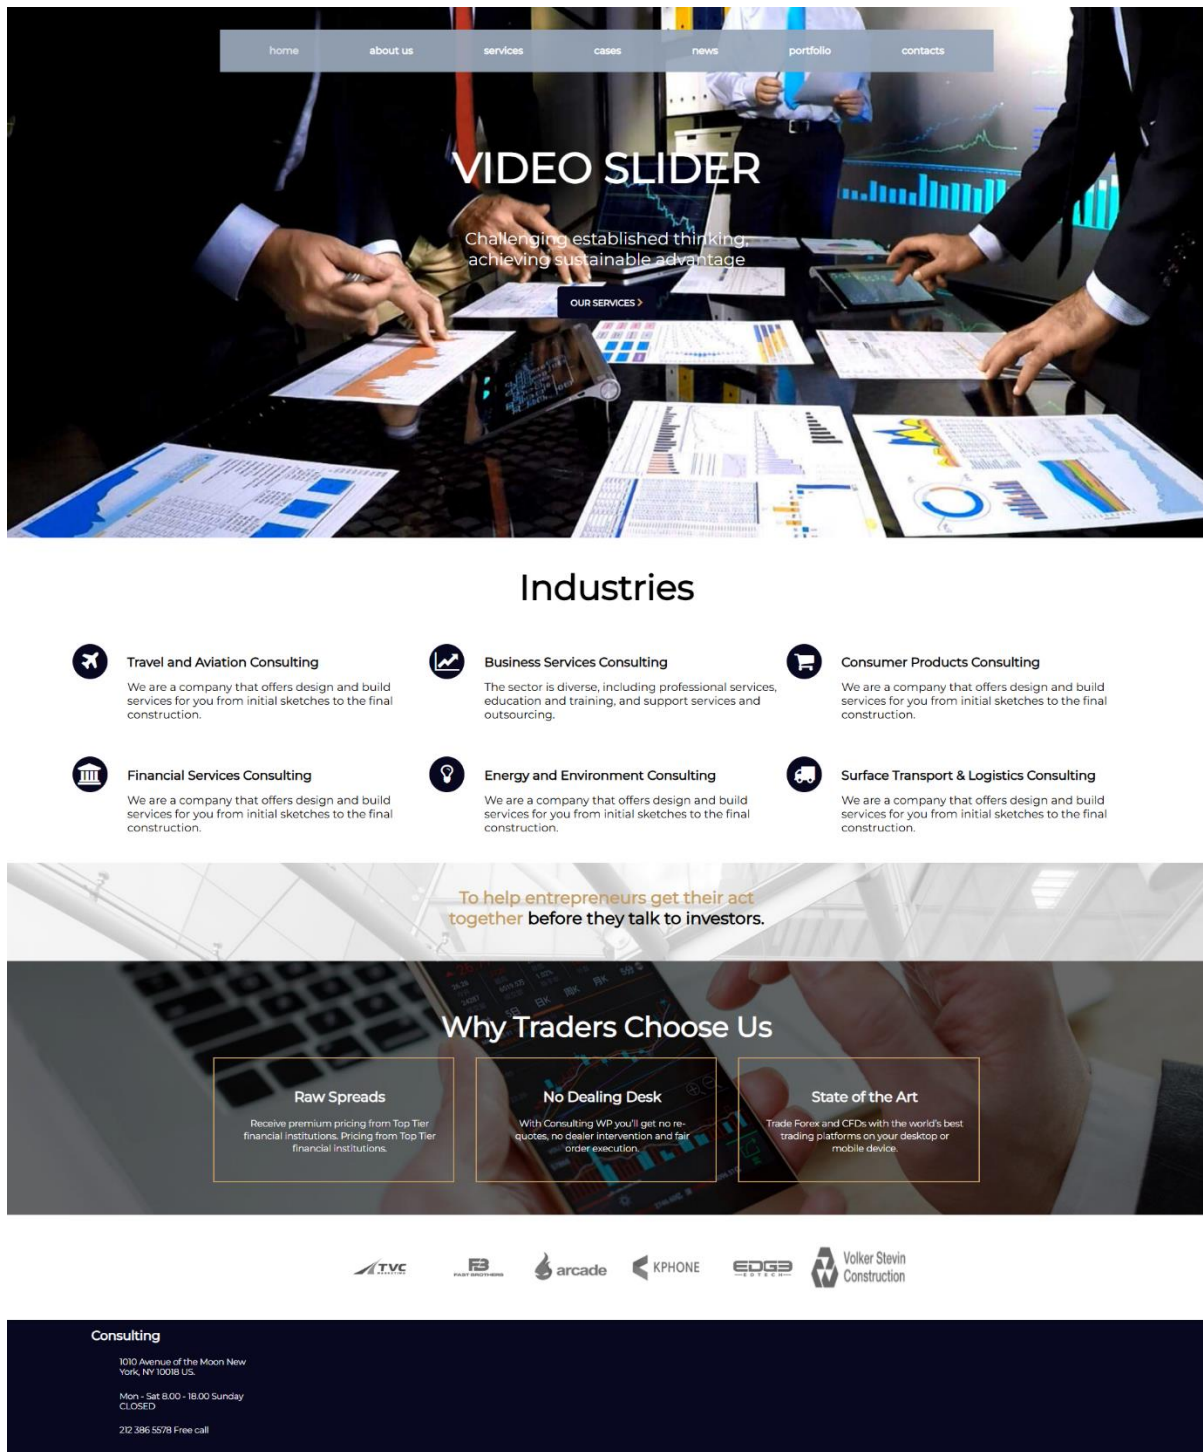 home about us services cases news portfolio contacts
VIDEO SLIDER
Challenging established thinking,
achieving sustainable advantage
OUR SERVICES
Industries
Travel and Aviation Consulting
We are a company that offers design and build
services for you from initial sketches to the final
construction.
Business Services Consulting
The sector is diverse, including professional services,
education and training, and support services and
outsourcing.
Consumer Products Consulting
We are a company that offers design and build
services for you from initial sketches to the final
construction.
Financial Services Consulting
We are a company that offers design and build
services for you from initial sketches to the final
construction.
Energy and Environment Consulting
We are a company that offers design and build
services for you from initial sketches to the final
construction.
Surface Transport & Logistics Consulting
We are a company that offers design and build
services for you from initial sketches to the final
construction.
To help entrepreneurs get their act
together before they talk to investors.
Why Traders Choose Us
Raw Spreads
Receive premium pricing from Top Tier
financial institutions. Pricing from Top Tier
financial institutions.
No Dealing Desk
With Consulting WP you'll get no re-
quotes, no dealer intervention and fair
order execution.
State of the Art
Trade Forex and CFDs with the world's best
trading platforms on your desktop or
mobile device.
TVC
FAST BROTHERS
arcade
KPHONE
EDG3
EDTECH
Volker Stevin
Construction
Consulting
1010 Avenue of the Moon New
York, NY 10018 US.
Mon - Sat 8.00 - 18.00 Sunday
CLOSED
212 386 5578 Free call